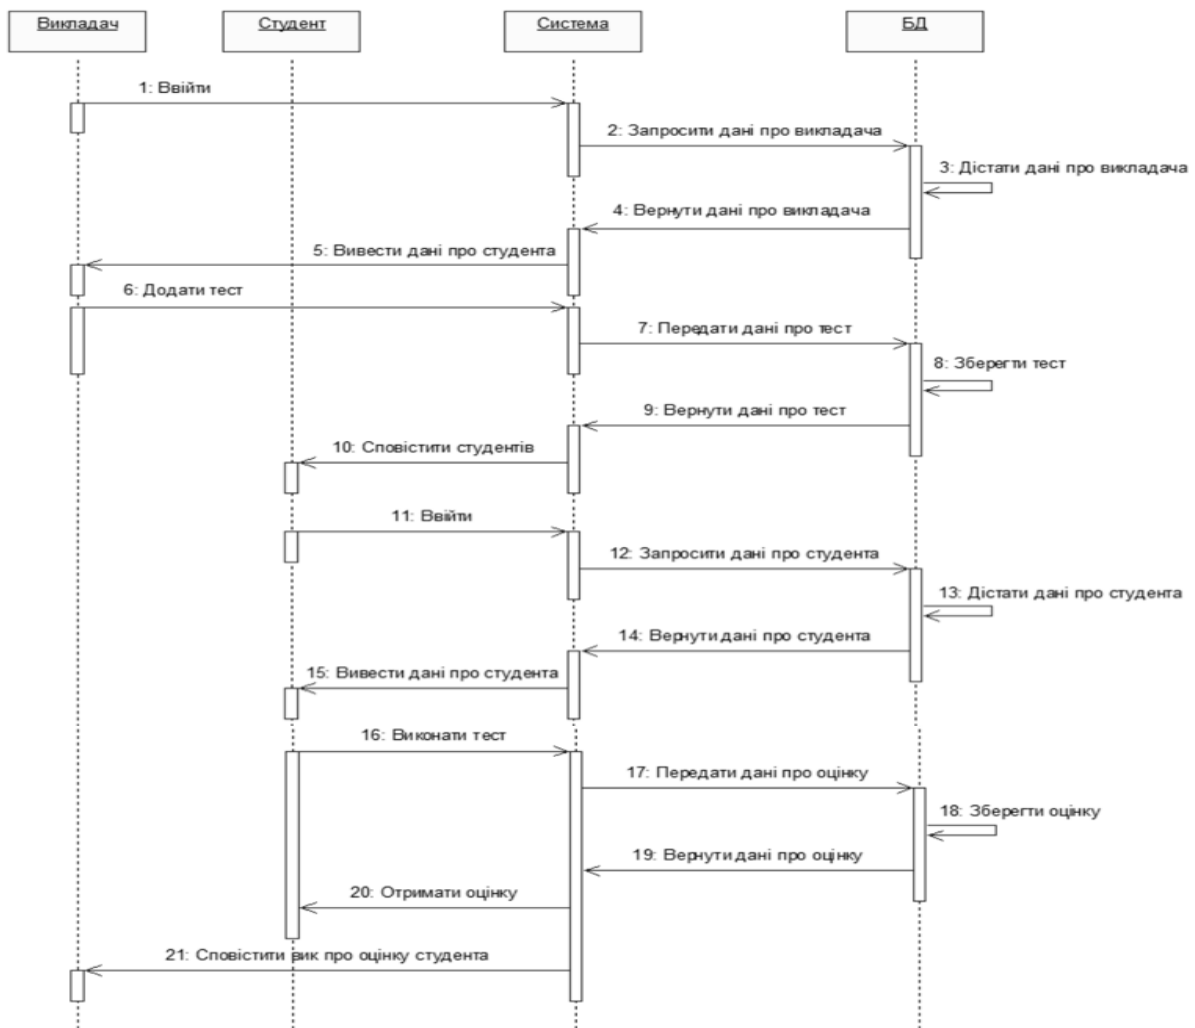 Викладач
Студент
Система
БД
1: Ввійти
2: Запросити дані про викладача
3: Дістати дані про викладача
4: Вернути дані про викладача
5: Вивести дані про студента
6: Додати тест
7: Передати дані про тест
8: Зберегти тест
9: Вернути дані про тест
10: Сповістити студентів
11: Ввійти
12: Запросити дані про студента
13: Дістати дані про студента
14: Вернути дані про студента
15: Вивести дані про студента
16: Виконати тест
17: Передати дані про оцінку
18: Зберегти оцінку
19: Вернути дані про оцінку
20: Отримати оцінку
21: Сповістити вик про оцінку студента